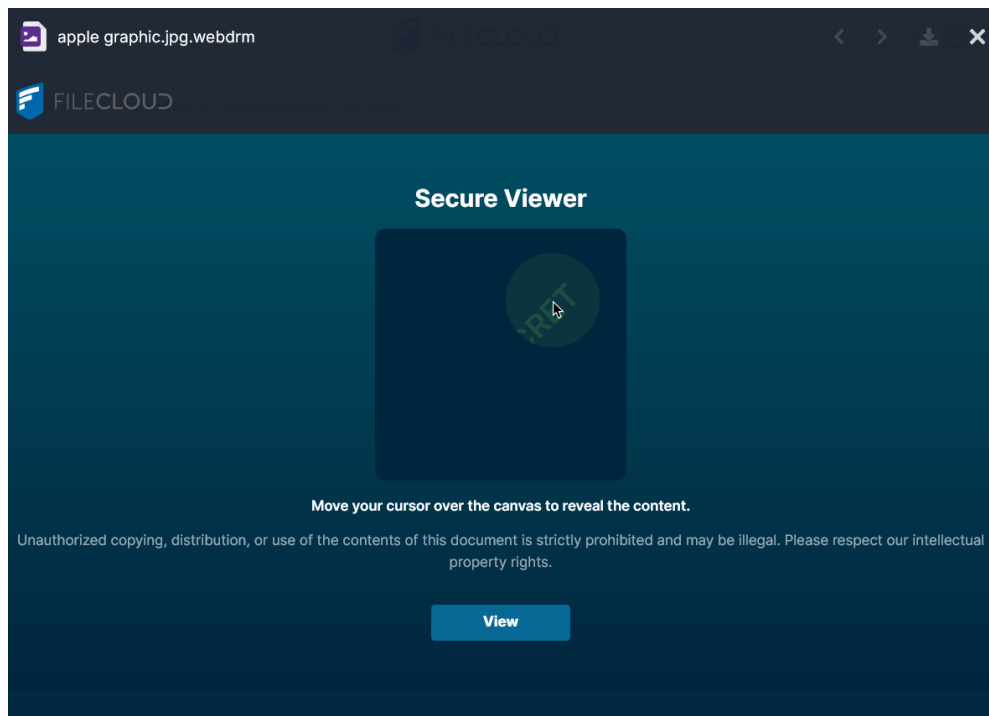 apple graphic.jpg.webdrm
FILECLOUD
FILECLOUD
Secure Viewer
CRET
Move your cursor over the canvas to reveal the content.
Unauthorized copying, distribution, or use of the contents of this document is strictly prohibited and may be illegal. Please respect our intellectual
property rights.
View